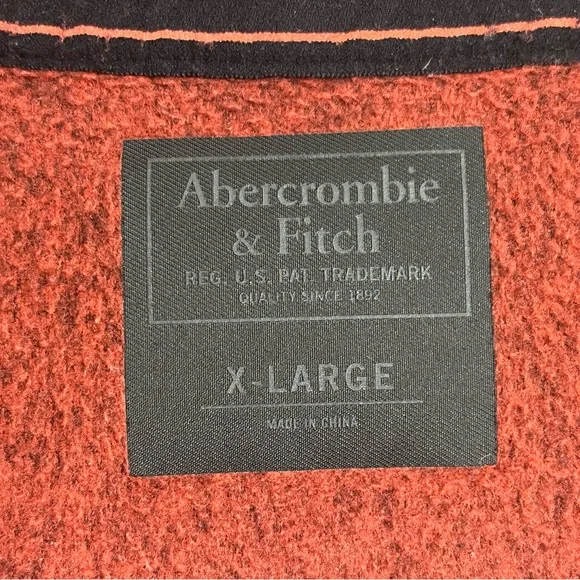 Abercrombie
& Fitch
REG. U.S. PAT. TRADEMARK
QUALITY SINCE 1892
X-LARGE
MADE IN CHINA